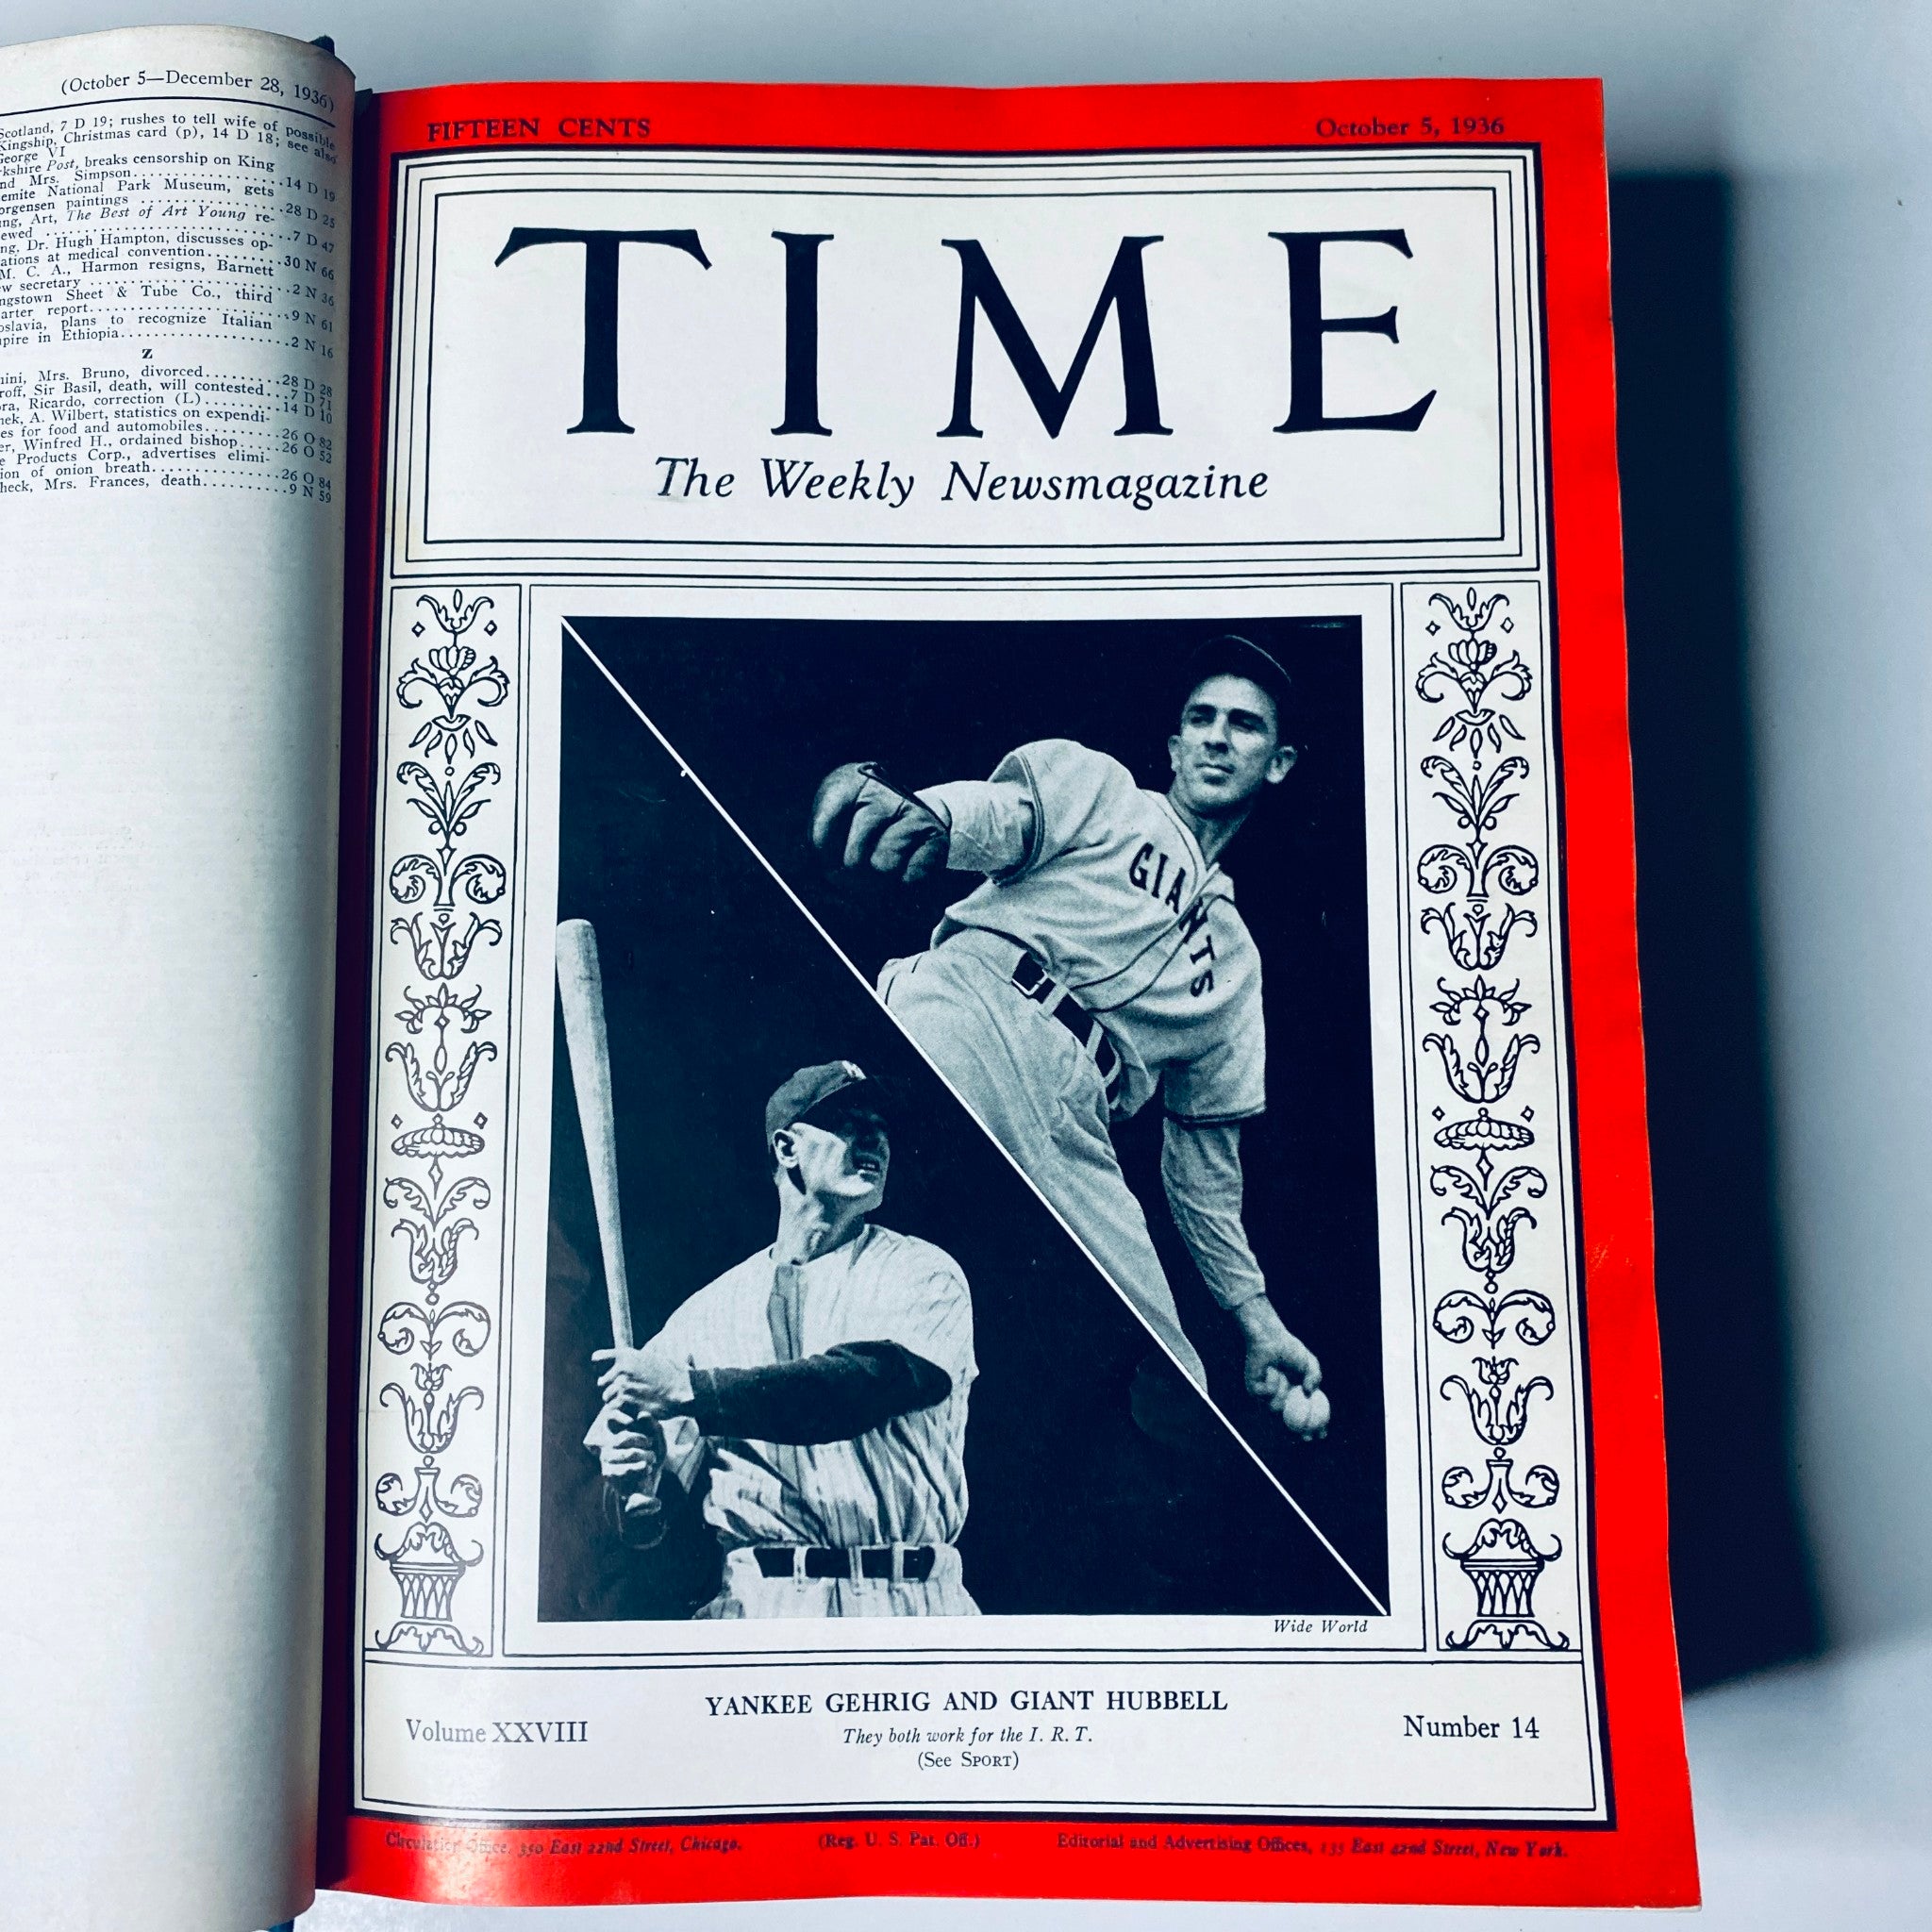 (October 5—December 28, 1936)
Scotland, 7 D 19; rushes to tell wife of possible
Kingship, Christmas card (p), 14 D 18; see also
George VI
kshire Post, breaks censorship on King
nd Mrs. Simpson..................14 D 19
emite National Park Museum, gets
orgensen paintings ..................28 D 25
ng, Art, The Best of Art Young re-
ewed ..............................7 D 47
ng, Dr. Hugh Hampton, discusses op-
ations at medical convention..........30 N 66
M. C. A., Harmon resigns, Barnett
w secretary ..........................2 N 36
ngstown Sheet & Tube Co., third
arter report..........................9 N 61
oslavia, plans to recognize Italian
pire in Ethiopia......................2 N 16
Z
ini, Mrs. Bruno, divorced..........28 D 28
roff, Sir Basil, death, will contested...7 D 71
ora, Ricardo, correction (L)..........14 D 10
nek, A. Wilbert, statistics on expendi-
es for food and automobiles..........26 O 82
er, Winfred H., ordained bishop.....26 O 52
e Products Corp., advertises elimi-
ion of onion breath..................26 O 84
heck, Mrs. Frances, death..........9 N 59
FIFTEEN CENTS
October 5, 1936
TIME
The Weekly Newsmagazine
GIANTS
Wide World
YANKEE GEHRIG AND GIANT HUBBELL
Volume XXVIII
They both work for the I. R. T.
Number 14
(See SPORT)
Circulation Office, 350 East 22nd Street, Chicago.
(Reg. U. S. Pat. Off.)
Editorial and Advertising Offices, 135 East 42nd Street, New York.